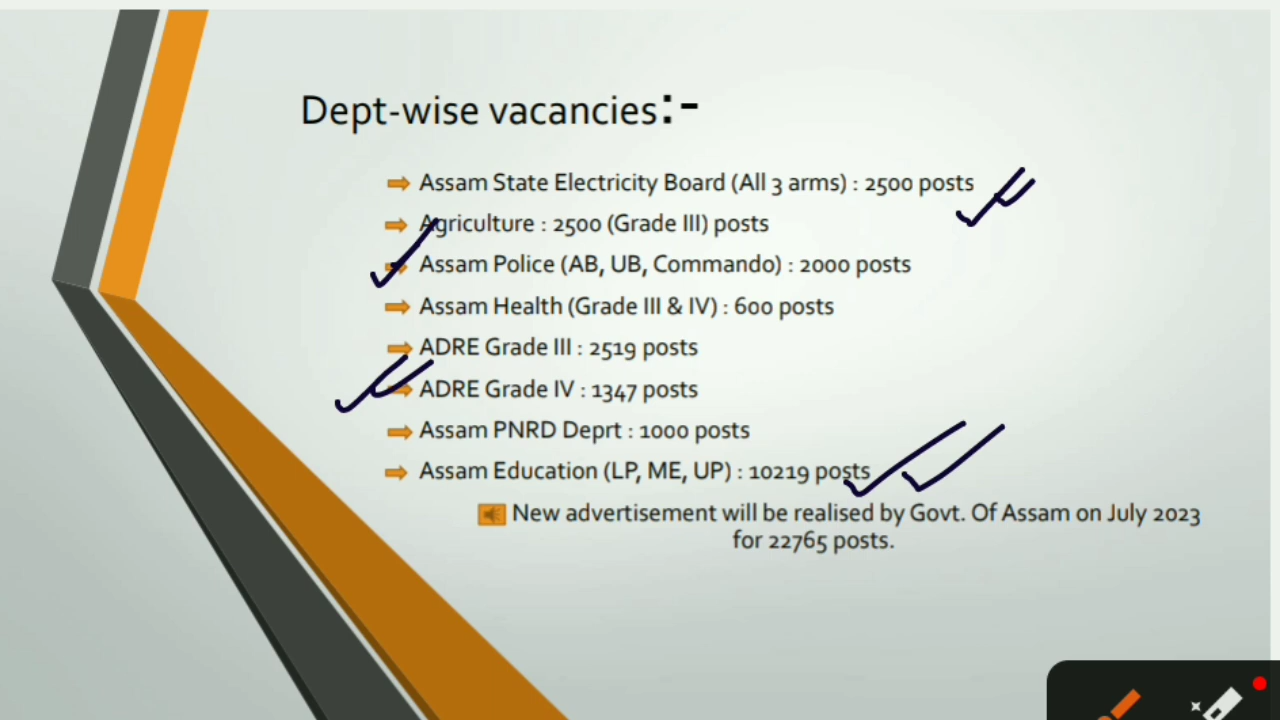 Dept-wise vacancies:-
Assam State Electricity Board (All 3 arms) : 2500 posts
Agriculture : 2500 (Grade III) posts
Assam Police (AB, UB, Commando) : 2000 posts
Assam Health (Grade III & IV) : 600 posts
ADRE Grade III : 2519 posts
ADRE Grade IV : 1347 posts
Assam PNRD Deprt : 1000 posts
Assam Education (LP, ME, UP) : 10219 posts
New advertisement will be realised by Govt. Of Assam on July 2023
for 22765 posts.